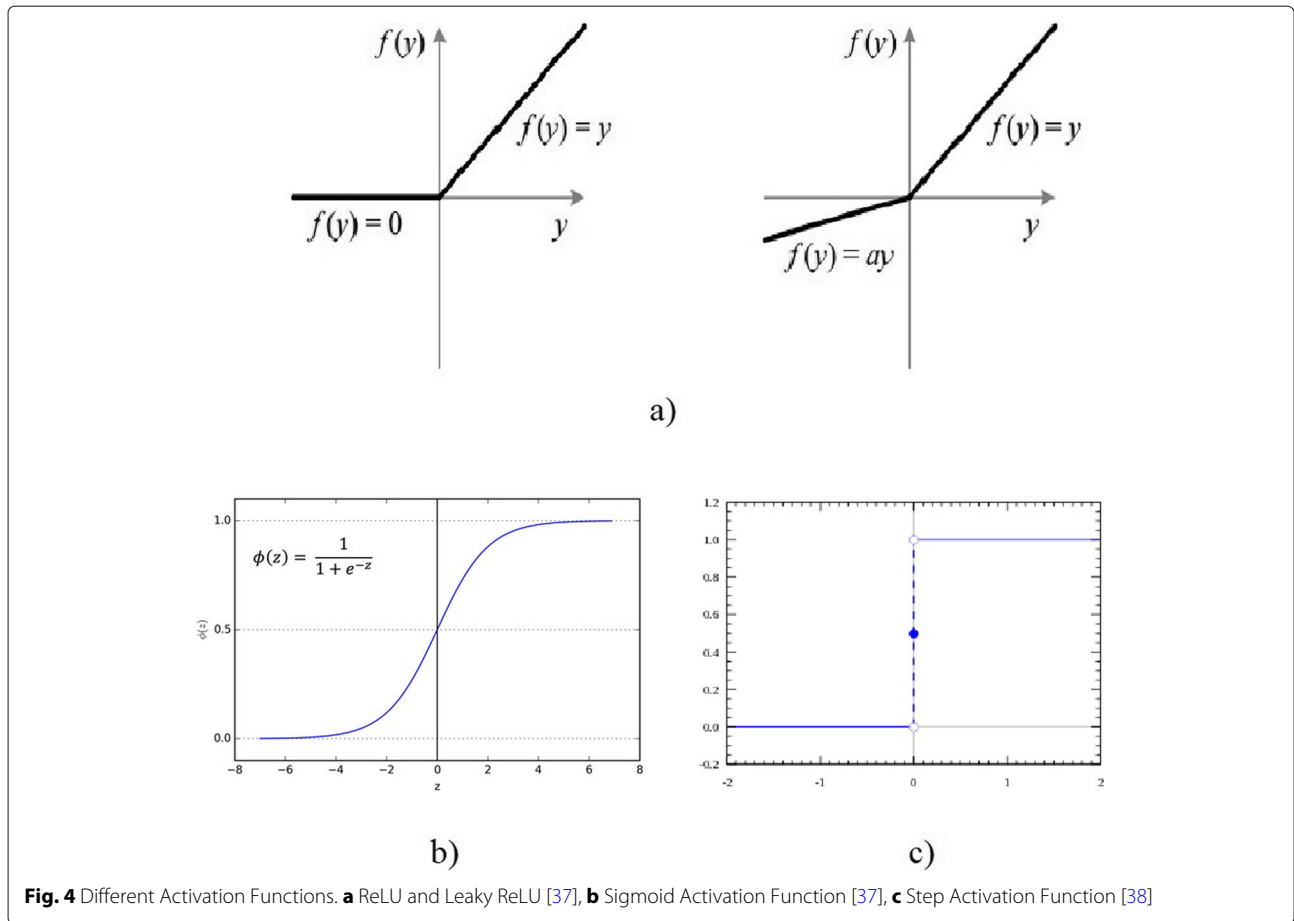 f(y)
f(y) = y
f(y) = 0
y
f(y)
f(y) = y
y
f(y) = ay
a)
1.0
0.5
0.0
ϕ(z)
ϕ(z) = 1 / (1 + e^{-z})
−8 −6 −4 −2 0 2 4 6 8
z
b)
1.2
1.0
0.8
0.6
0.4
0.2
0.0
-0.2
-2 -1 0 1 2
c)
Fig. 4 Different Activation Functions. a ReLU and Leaky ReLU [37], b Sigmoid Activation Function [37], c Step Activation Function [38]